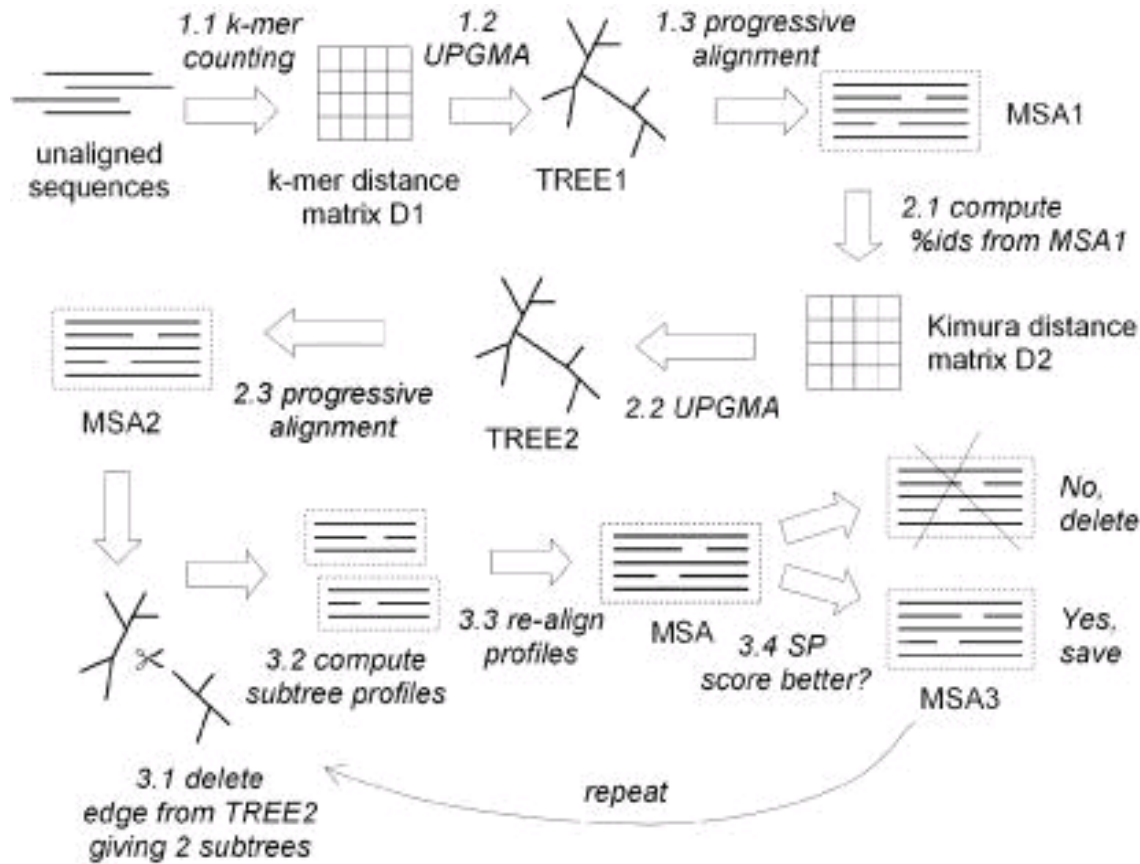 1.1 k-mer
counting
1.2
UPGMA
1.3 progressive
alignment
unaligned
sequences
k-mer distance
matrix D1
TREE1
MSA1
2.1 compute
%ids from MSA1
Kimura distance
matrix D2
2.2 UPGMA
TREE2
2.3 progressive
alignment
MSA2
3.1 delete
edge from TREE2
giving 2 subtrees
3.2 compute
subtree profiles
3.3 re-align
profiles
MSA
3.4 SP
score better?
No,
delete
Yes,
save
MSA3
repeat